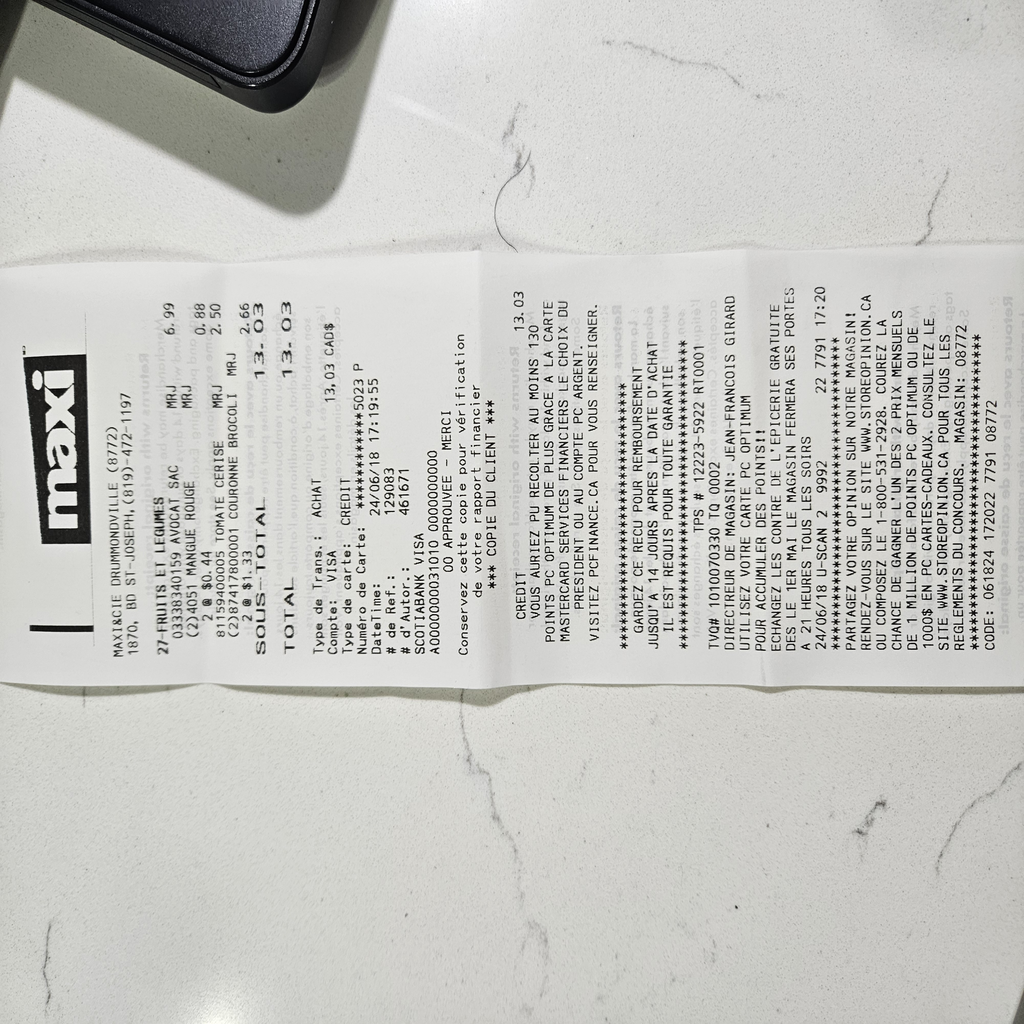 maxi
MAXI&CIE DRUMMONDVILLE (8772)
1870, BD ST-JOSEPH, (819)-472-1197
27-FRUITS ET LEGUMES
03338340159 AVOCAT SAC MRJ 6.99
(2)4051 MANGUE ROUGE MRJ
2 @ $0.44 0.88
81159400005 TOMATE CERISE MRJ 2.50
(2)87417800001 COURONNE BROCOLI MRJ
2 @ $1.33 2.66
SOUS-TOTAL 13.03
TOTAL 13.03
Type de Trans.: ACHAT
Compte: VISA 13,03 CAD$
Type de carte: CREDIT
Numéro de Carte: ************5023 P
DateTime: 24/06/18 17:19:55
# de Ref.: 129083
# d'Autor.: 461671
SCOTIABANK VISA
A0000000031010 0000000000
00 APPROUVEE - MERCI
Conservez cette copie pour vérification
de votre rapport financier
*** COPIE DU CLIENT ***
CREDIT 13.03
VOUS AURIEZ PU RECOLTER AU MOINS 130
POINTS PC OPTIMUM DE PLUS GRACE A LA CARTE
MASTERCARD SERVICES FINANCIERS LE CHOIX DU
PRESIDENT OU AU COMPTE PC ARGENT.
VISITEZ PCFINANCE.CA POUR VOUS RENSEIGNER.
******************************************
GARDEZ CE RECU POUR REMBOURSEMENT
JUSQU'A 14 JOURS APRES LA DATE D'ACHAT
IL EST REQUIS POUR TOUTE GARANTIE
******************************************
TVQ# 1010070330 TQ 0002 TPS # 12223-5922 RT0001
DIRECTREUR DE MAGASIN: JEAN-FRANCOIS GIRARD
UTILISEZ VOTRE CARTE PC OPTIMUM
POUR ACCUMULER DES POINTS!!!
ECHANGEZ LES CONTRE DE L'EPICERIE GRATUITE
DES LE 1ER MAI LE MAGASIN FERMERA SES PORTES
A 21 HEURES TOUS LES SOIRS
24/06/18 U-SCAN 2 9992 22 7791 17:20
******************************************
PARTAGEZ VOTRE OPINION SUR NOTRE MAGASIN!
RENDEZ-VOUS SUR LE SITE WWW.STOREOPINION.CA
OU COMPOSEZ LE 1-800-531-2928. COUREZ LA
CHANCE DE GAGNER L'UN DES 2 PRIX MENSUELS
DE 1 MILLION DE POINTS PC OPTIMUM OU DE
1000$ EN PC CARTES-CADEAUX. CONSULTEZ LE
SITE WWW.STOREOPINION.CA POUR TOUS LES
REGLEMENTS DU CONCOURS. MAGASIN: 08772
******************************************
CODE: 061824 172022 7791 08772